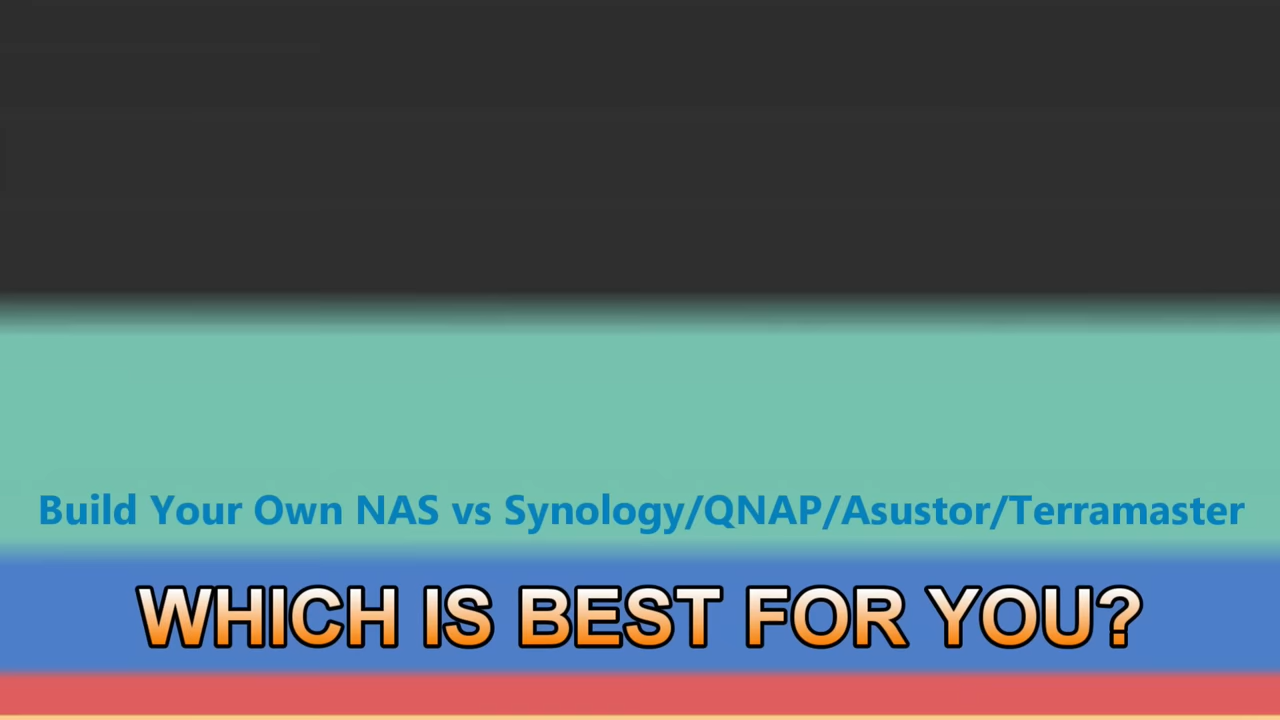 Build Your Own NAS vs Synology/QNAP/Asustor/Terramaster
WHICH IS BEST FOR YOU?